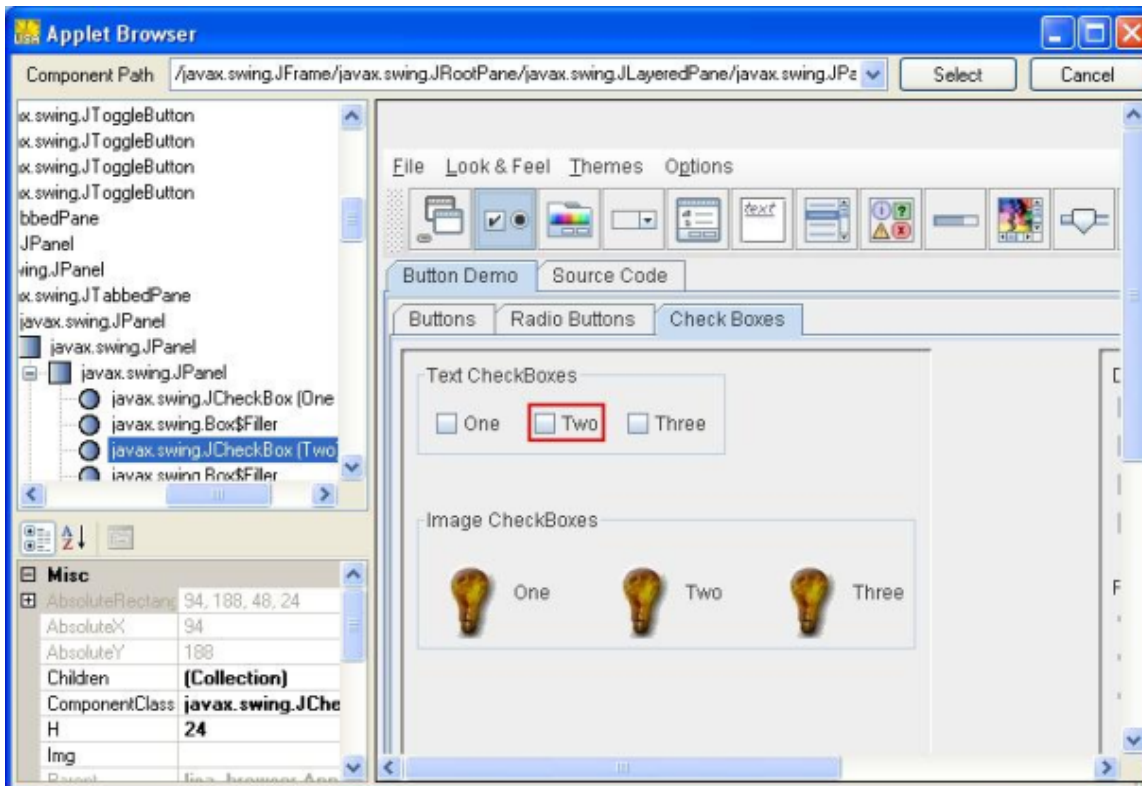 Applet Browser
Component Path /javax.swing.JFrame/javax.swing.JRootPane/javax.swing.JLayeredPane/javax.swing.JPa Select Cancel
x.swing.JToggleButton
x.swing.JToggleButton
x.swing.JToggleButton
x.swing.JToggleButton
bbedPane
JPanel
ving.JPanel
x.swing.JTabbedPane
javax.swing.JPanel
javax.swing.JPanel
javax.swing.JPanel
javax.swing.JCheckBox (One
javax.swing.Box$Filler
javax.swing.JCheckBox (Two
javax.swing.Box$Filler
Misc
AbsoluteRectang 94, 188, 48, 24
AbsoluteX 94
AbsoluteY 188
Children (Collection)
ComponentClass javax.swing.JChe
H 24
Img
Parent
File Look & Feel Themes Options
text
Button Demo Source Code
Buttons Radio Buttons Check Boxes
Text CheckBoxes
One Two Three
Image CheckBoxes
One Two Three